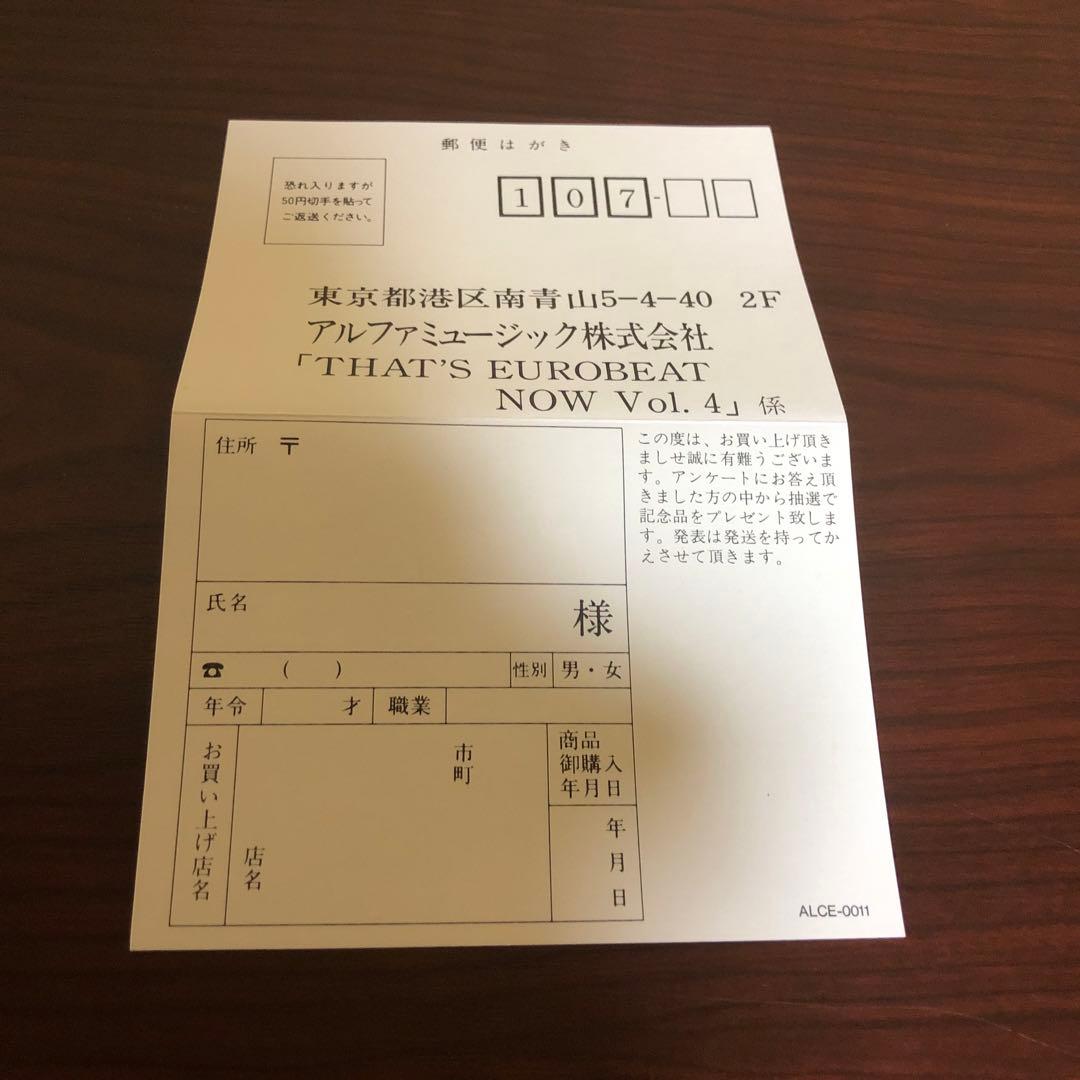 郵便はがき
恐れ入りますが
50円切手を貼って
ご返送ください。
107-
東京都港区南青山5-4-40 2F
アルファミュージック株式会社
「THAT'S EUROBEAT
NOW Vol. 4」係
住所 〒
氏名 様
☎ ( ) 性別 男・女
年令 才 職業
お買い上げ店名
市
町
店名
商品
御購入
年月日
年
月
日
この度は、お買い上げ頂き
ましせ誠に有難うございま
す。アンケートにお答え頂
きました方の中から抽選で
記念品をプレゼント致しま
す。発表は発送を持ってか
えさせて頂きます。
ALCE-0011